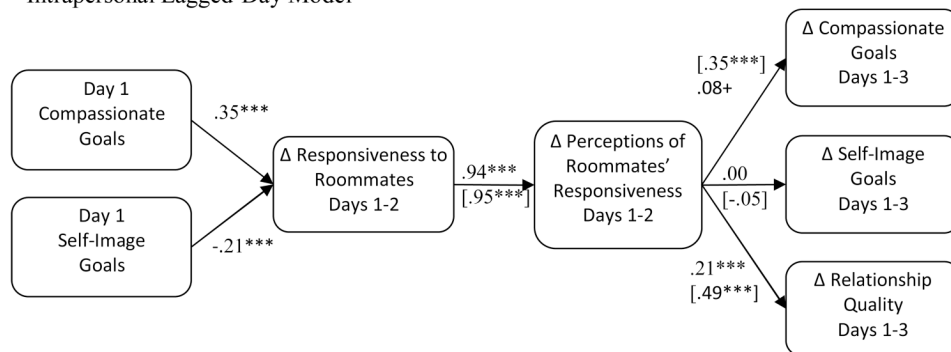 Intrapersonal Lagged-Day Model
Day 1
Compassionate
Goals
Day 1
Self-Image
Goals
.35***
-.21***
Δ Responsiveness to
Roommates
Days 1-2
.94***
[.95***]
Δ Perceptions of
Roommates’
Responsiveness
Days 1-2
[.35***]
.08+
.00
[-.05]
.21***
[.49***]
Δ Compassionate
Goals
Days 1-3
Δ Self-Image
Goals
Days 1-3
Δ Relationship
Quality
Days 1-3